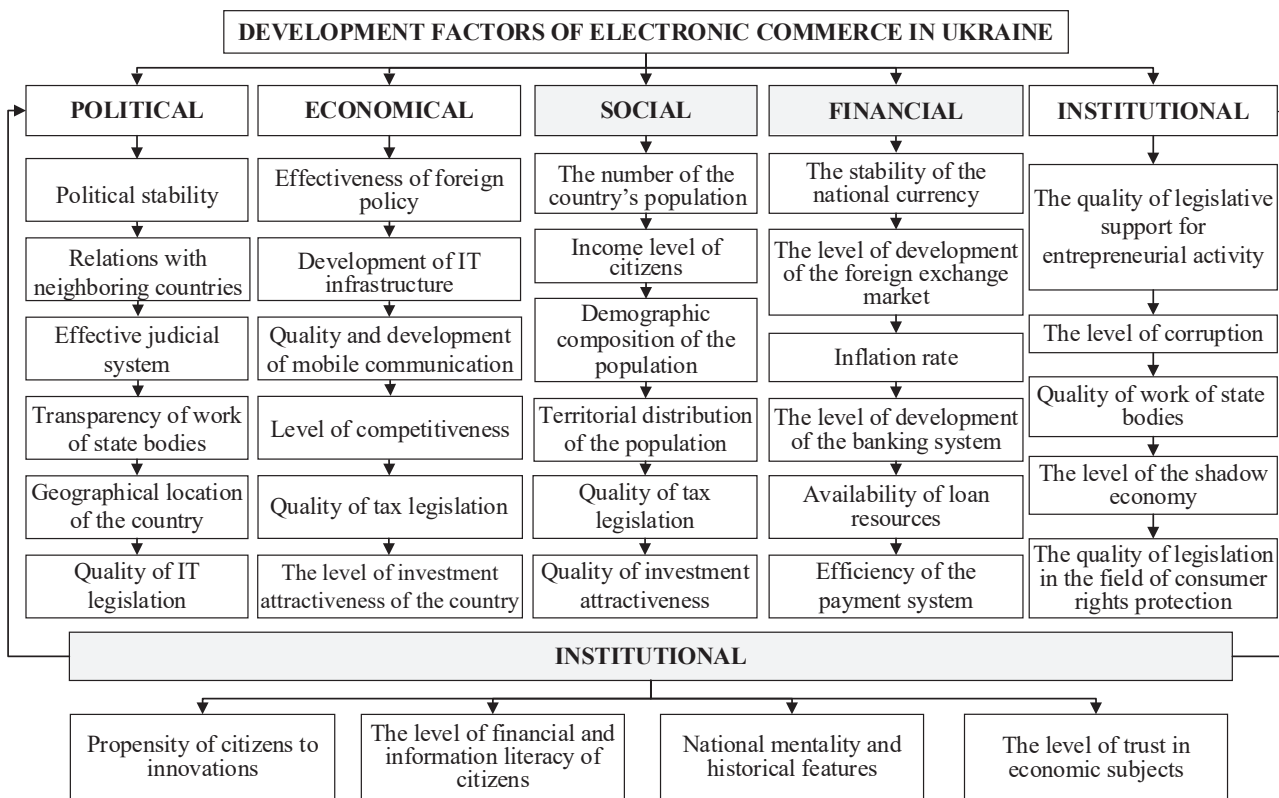 DEVELOPMENT FACTORS OF ELECTRONIC COMMERCE IN UKRAINE
POLITICAL
Political stability
Relations with
neighboring countries
Effective judicial
system
Transparency of work
of state bodies
Geographical location
of the country
Quality of IT
legislation
ECONOMICAL
Effectiveness of foreign
policy
Development of IT
infrastructure
Quality and development
of mobile communication
Level of competitiveness
Quality of tax legislation
The level of investment
attractiveness of the country
SOCIAL
The number of the
country's population
Income level of
citizens
Demographic
composition of the
population
Territorial distribution
of the population
Quality of tax
legislation
Quality of investment
attractiveness
FINANCIAL
The stability of the
national currency
The level of development
of the foreign exchange
market
Inflation rate
The level of development
of the banking system
Availability of loan
resources
Efficiency of the
payment system
INSTITUTIONAL
The quality of legislative
support for
entrepreneurial activity
The level of corruption
Quality of work of state
bodies
The level of the shadow
economy
The quality of legislation
in the field of consumer
rights protection
INSTITUTIONAL
Propensity of citizens to
innovations
The level of financial and
information literacy of
citizens
National mentality and
historical features
The level of trust in
economic subjects